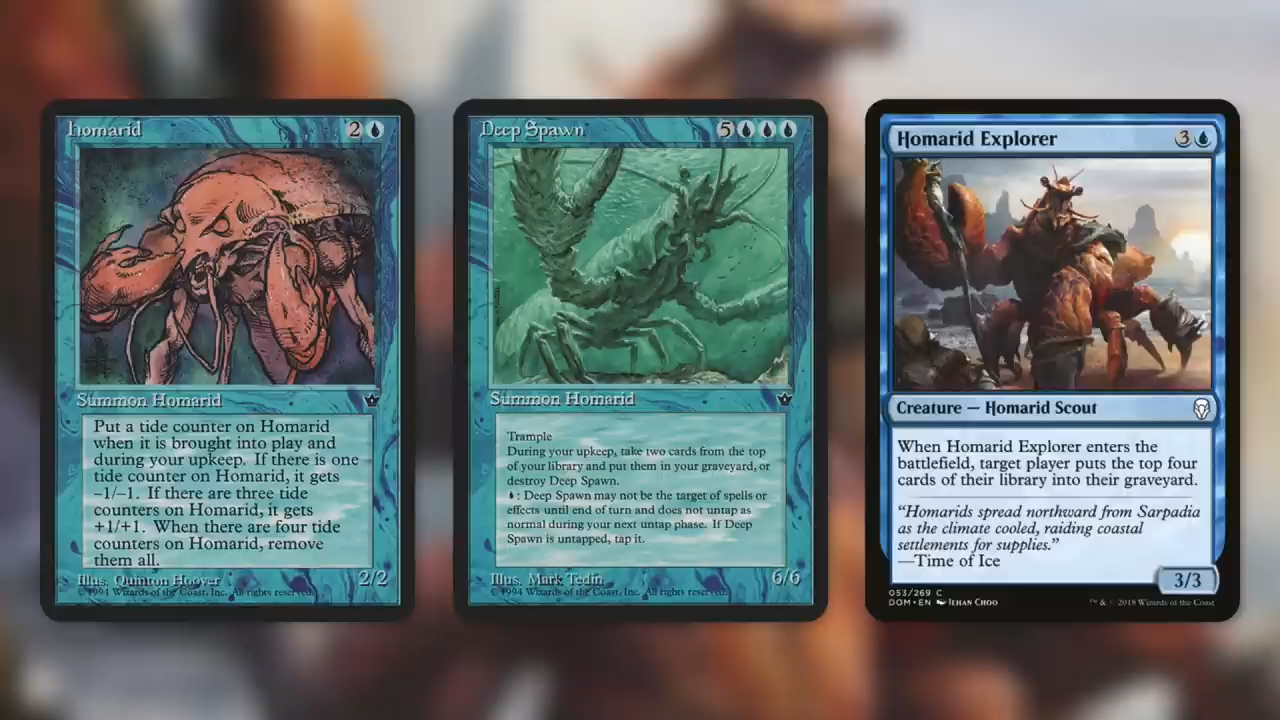 Homarid
2
Summon Homarid
Put a tide counter on Homarid
when it is brought into play and
during your upkeep. If there is one
tide counter on Homarid, it gets
–1/–1. If there are three tide
counters on Homarid, it gets
+1/+1. When there are four tide
counters on Homarid, remove
them all.
Illus. Quinton Hoover
2/2
©1994 Wizards of the Coast, Inc. All rights reserved.
Deep Spawn
5
Summon Homarid
Trample
During your upkeep, take two cards from the top
of your library and put them in your graveyard, or
destroy Deep Spawn.
: Deep Spawn may not be the target of spells or
effects until end of turn and does not untap as
normal during your next untap phase. If Deep
Spawn is untapped, tap it.
Illus. Mark Tedin
6/6
©1994 Wizards of the Coast, Inc. All rights reserved.
Homarid Explorer
3
Creature — Homarid Scout
When Homarid Explorer enters the
battlefield, target player puts the top four
cards of their library into their graveyard.
“Homarids spread northward from Sarpadia
as the climate cooled, raiding coastal
settlements for supplies.”
—Time of Ice
3/3
053/269 C
DOM • EN Jehan Choo
™ & © 2018 Wizards of the Coast